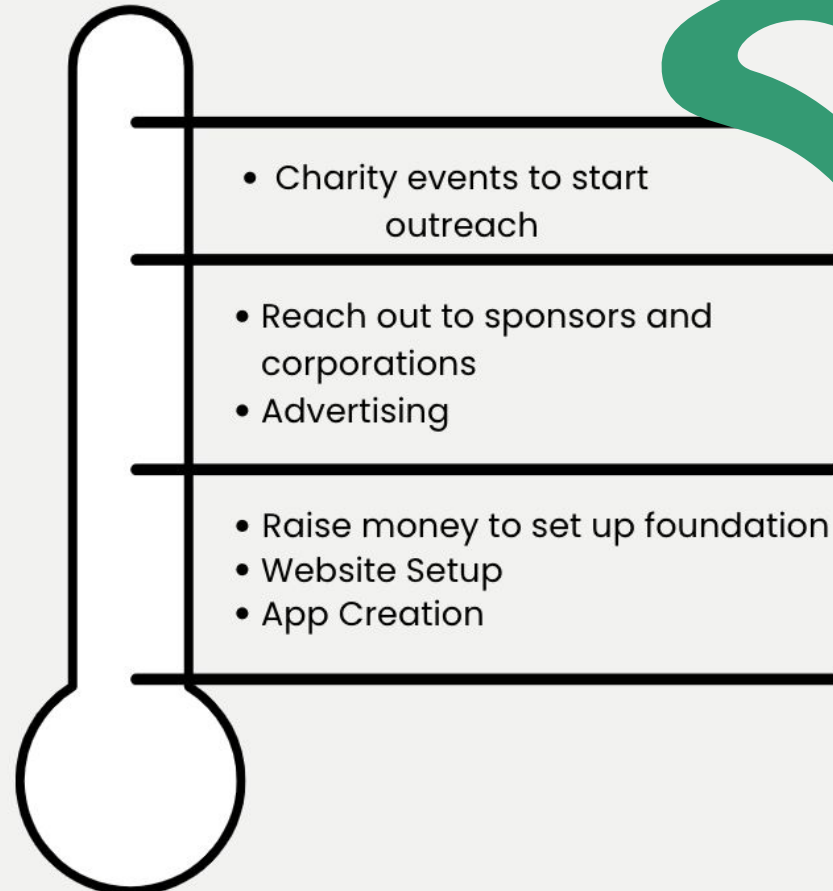 • Charity events to start
outreach
• Reach out to sponsors and
corporations
• Advertising
• Raise money to set up foundation
• Website Setup
• App Creation